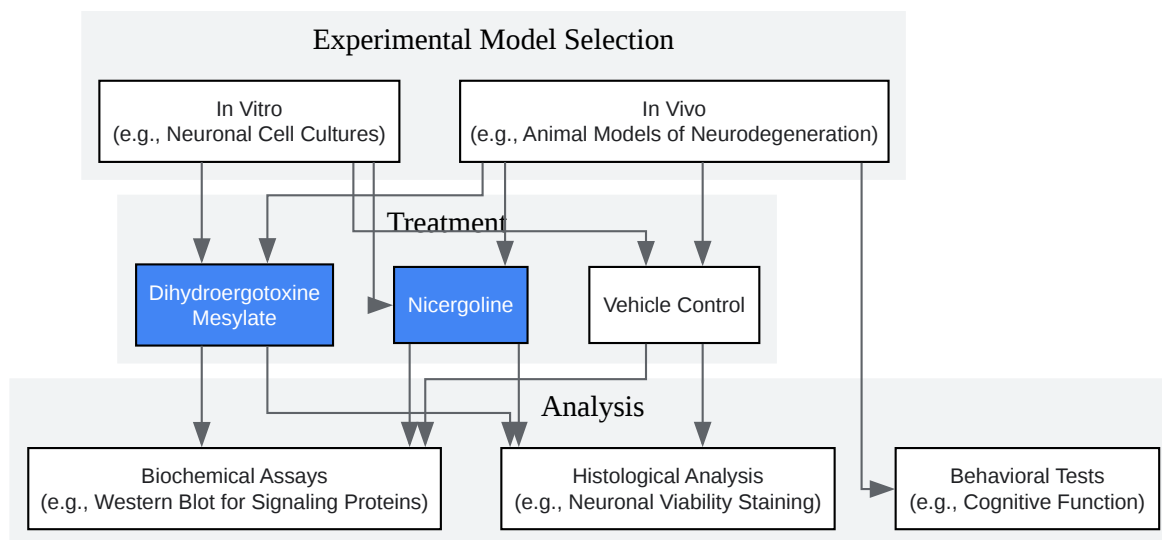 Experimental Model Selection
In Vitro
(e.g., Neuronal Cell Cultures)
In Vivo
(e.g., Animal Models of Neurodegeneration)
Treatment
Dihydroergotoxine
Mesylate
Nicergoline
Vehicle Control
Analysis
Biochemical Assays
(e.g., Western Blot for Signaling Proteins)
Histological Analysis
(e.g., Neuronal Viability Staining)
Behavioral Tests
(e.g., Cognitive Function)